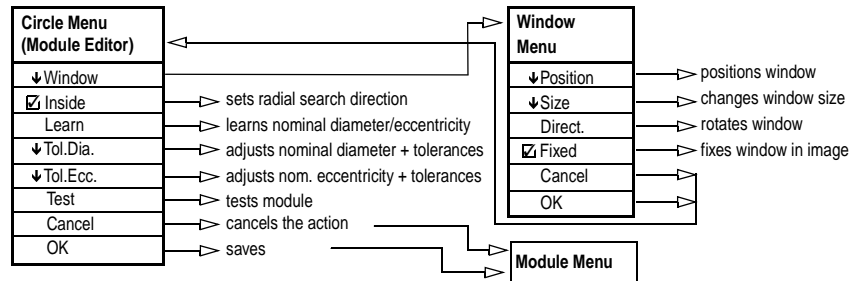 Circle Menu
(Module Editor)
Window
Inside
Learn
Tol.Dia.
Tol.Ecc.
Test
Cancel
OK
sets radial search direction
learns nominal diameter/eccentricity
adjusts nominal diameter + tolerances
adjusts nom. eccentricity + tolerances
tests module
cancels the action
saves
Window
Menu
Position
Size
Direct.
Fixed
Cancel
OK
positions window
changes window size
rotates window
fixes window in image
Module Menu